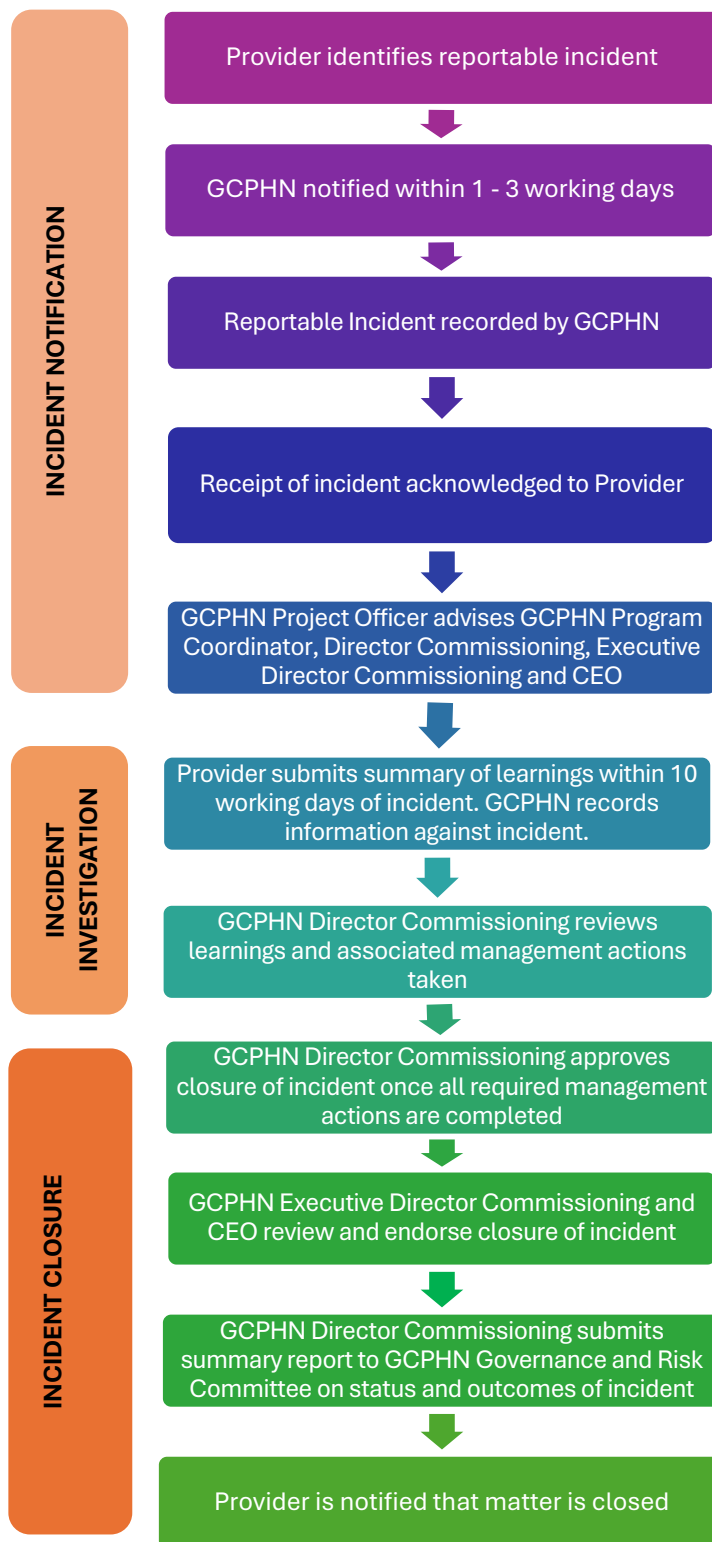 INCIDENT NOTIFICATION
Provider identifies reportable incident
GCPHN notified within 1 - 3 working days
Reportable Incident recorded by GCPHN
Receipt of incident acknowledged to Provider
GCPHN Project Officer advises GCPHN Program
Coordinator, Director Commissioning, Executive
Director Commissioning and CEO
INCIDENT
INVESTIGATION
Provider submits summary of learnings within 10
working days of incident. GCPHN records
information against incident.
GCPHN Director Commissioning reviews
learnings and associated management actions
taken
INCIDENT CLOSURE
GCPHN Director Commissioning approves
closure of incident once all required management
actions are completed
GCPHN Executive Director Commissioning and
CEO review and endorse closure of incident
GCPHN Director Commissioning submits
summary report to GCPHN Governance and Risk
Committee on status and outcomes of incident
Provider is notified that matter is closed